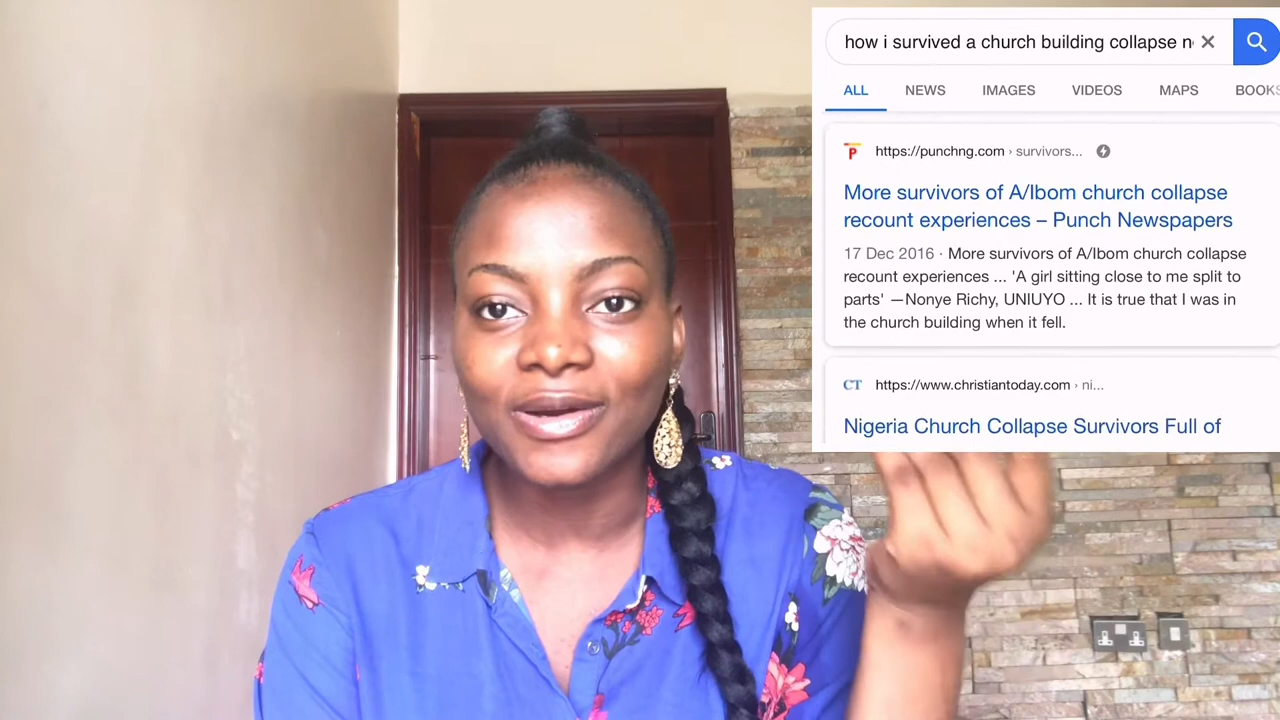 how i survived a church building collapse n
ALL NEWS IMAGES VIDEOS MAPS BOOKS
P https://punchng.com › survivors...
More survivors of A/Ibom church collapse
recount experiences – Punch Newspapers
17 Dec 2016 · More survivors of A/Ibom church collapse
recount experiences ... 'A girl sitting close to me split to
parts' —Nonye Richy, UNIUYO ... It is true that I was in
the church building when it fell.
CT https://www.christiantoday.com › ni...
Nigeria Church Collapse Survivors Full of